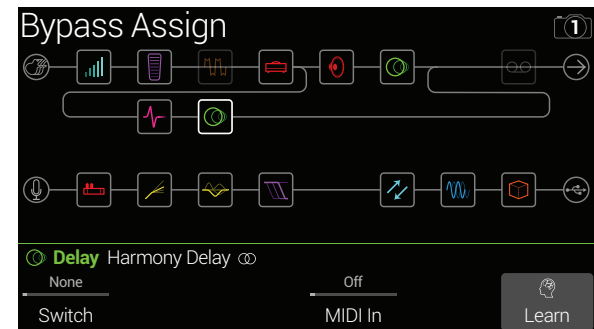 Bypass Assign
1
Delay Harmony Delay
None
Off
Switch
MIDI In
Learn